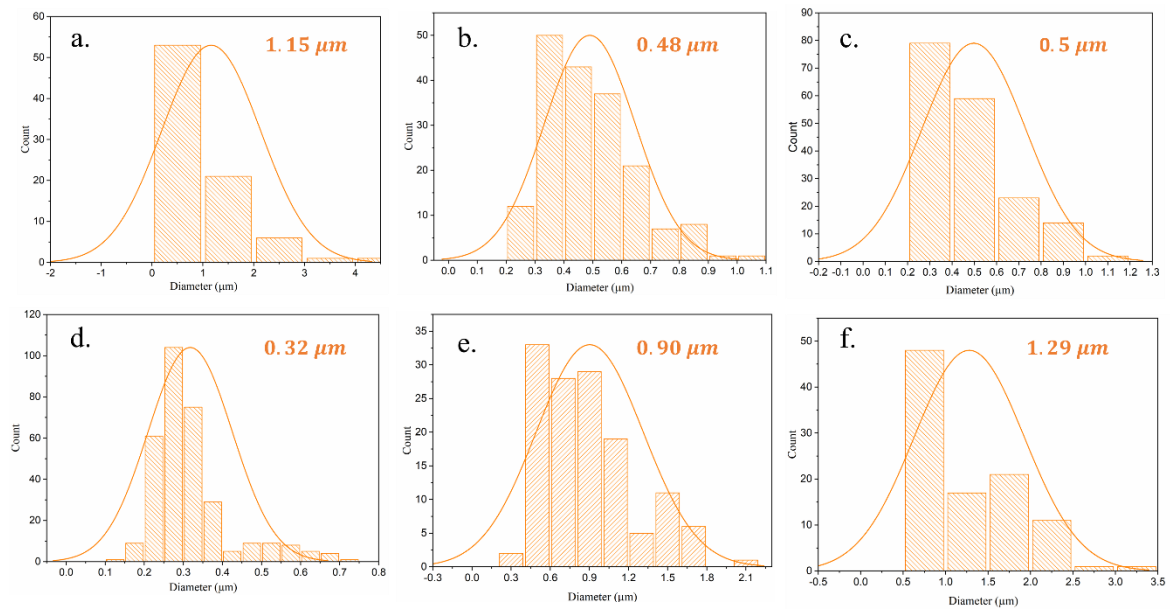 a.
1.15 μm
60
50
40
30
20
10
0
Count
-2 -1 0 1 2 3 4
Diameter (μm)
b.
0.48 μm
50
40
30
20
10
0
Count
0.0 0.1 0.2 0.3 0.4 0.5 0.6 0.7 0.8 0.9 1.0 1.1
Diameter (μm)
c.
0.5 μm
90
80
70
60
50
40
30
20
10
0
Count
-0.2 -0.1 0.0 0.1 0.2 0.3 0.4 0.5 0.6 0.7 0.8 0.9 1.0 1.1 1.2 1.3
Diameter (μm)
d.
0.32 μm
120
100
80
60
40
20
0
Count
0.0 0.1 0.2 0.3 0.4 0.5 0.6 0.7 0.8
Diameter (μm)
e.
0.90 μm
35
30
25
20
15
10
5
0
Count
-0.3 0.0 0.3 0.6 0.9 1.2 1.5 1.8 2.1
Diameter (μm)
f.
1.29 μm
50
40
30
20
10
0
Count
-0.5 0.0 0.5 1.0 1.5 2.0 2.5 3.0 3.5
Diameter (μm)